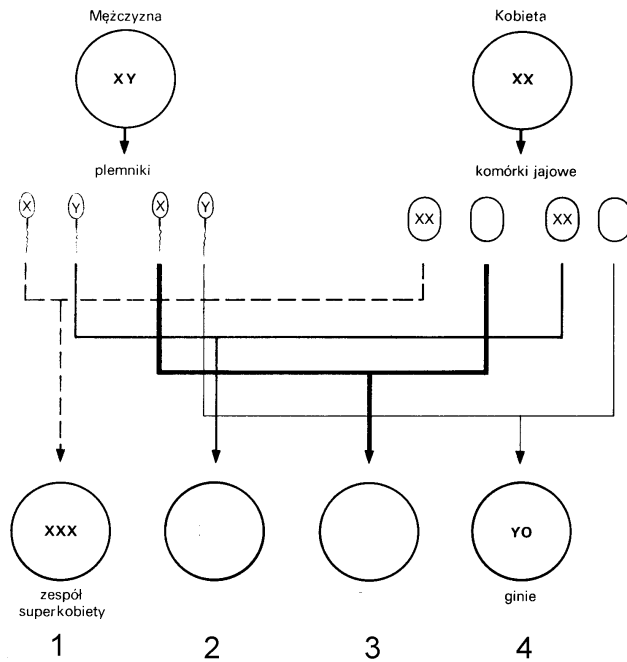 Mężczyzna
Kobieta
XY
XX
plemniki
komórki jajowe
X
Y
X
Y
XX
XX
XXX
YO
zespół
superkobiety
ginie
1
2
3
4